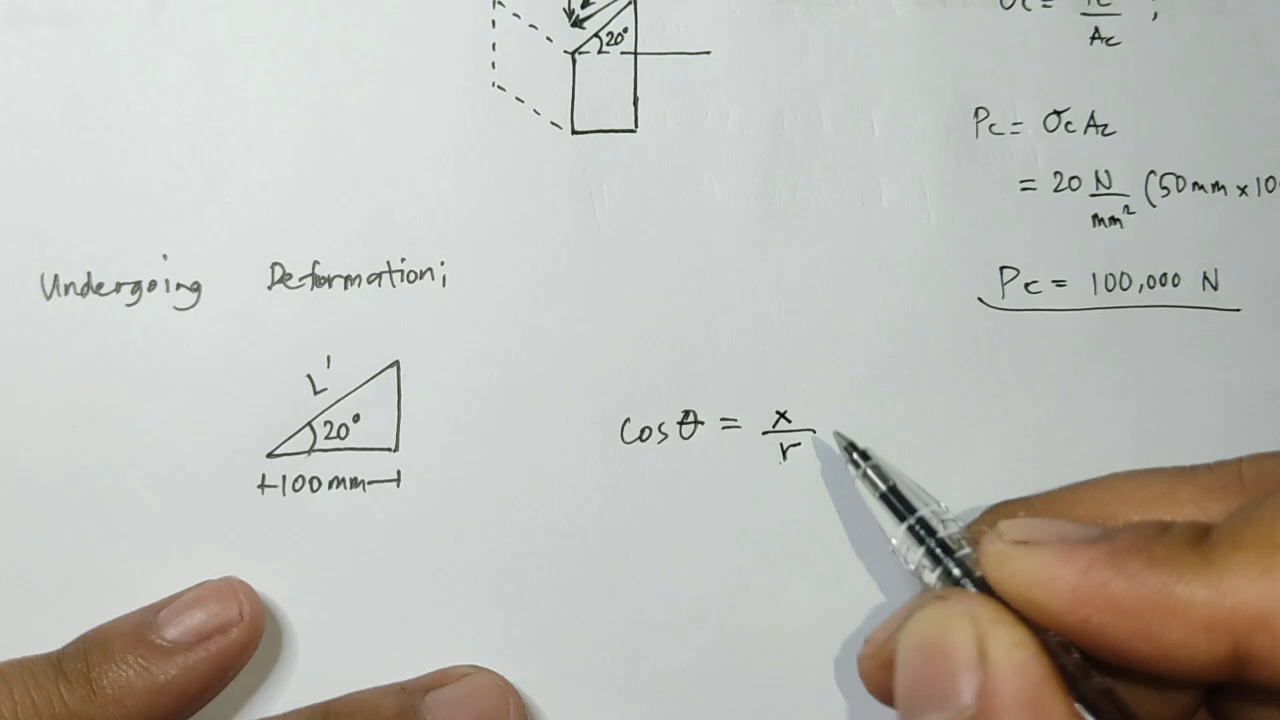 20°
σc = Pc / Ac ;
Pc = σc Ac
= 20 N/mm² (50mm x 10
Pc = 100,000 N
Undergoing Deformation;
L'
20°
100mm
cos θ = x/r